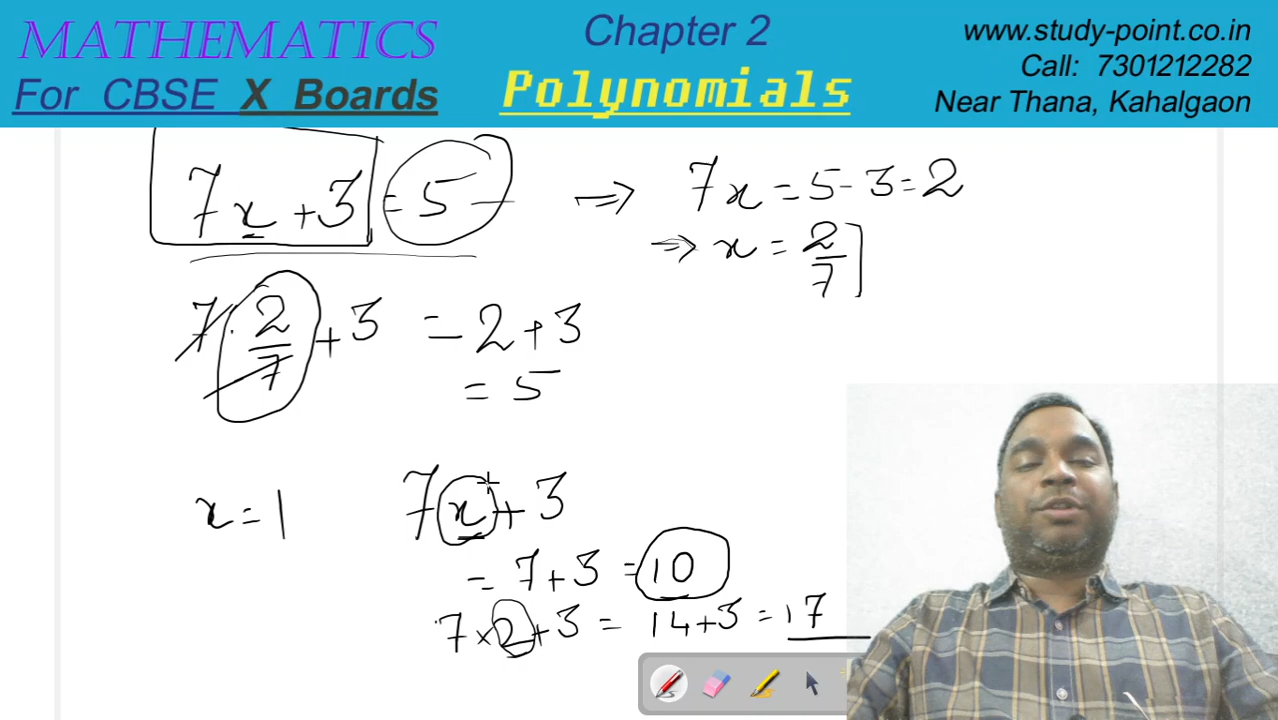 MATHEMATICS
For CBSE X Boards
Chapter 2
Polynomials
www.study-point.co.in
Call: 7301212282
Near Thana, Kahalgaon
7x+3 = 5
⇒ 7x = 5-3 = 2
⇒ x = 2/7
7·2/7+3 = 2+3
= 5
x = 1
7x+3
= 7+3 = 10
7×2+3 = 14+3 = 17